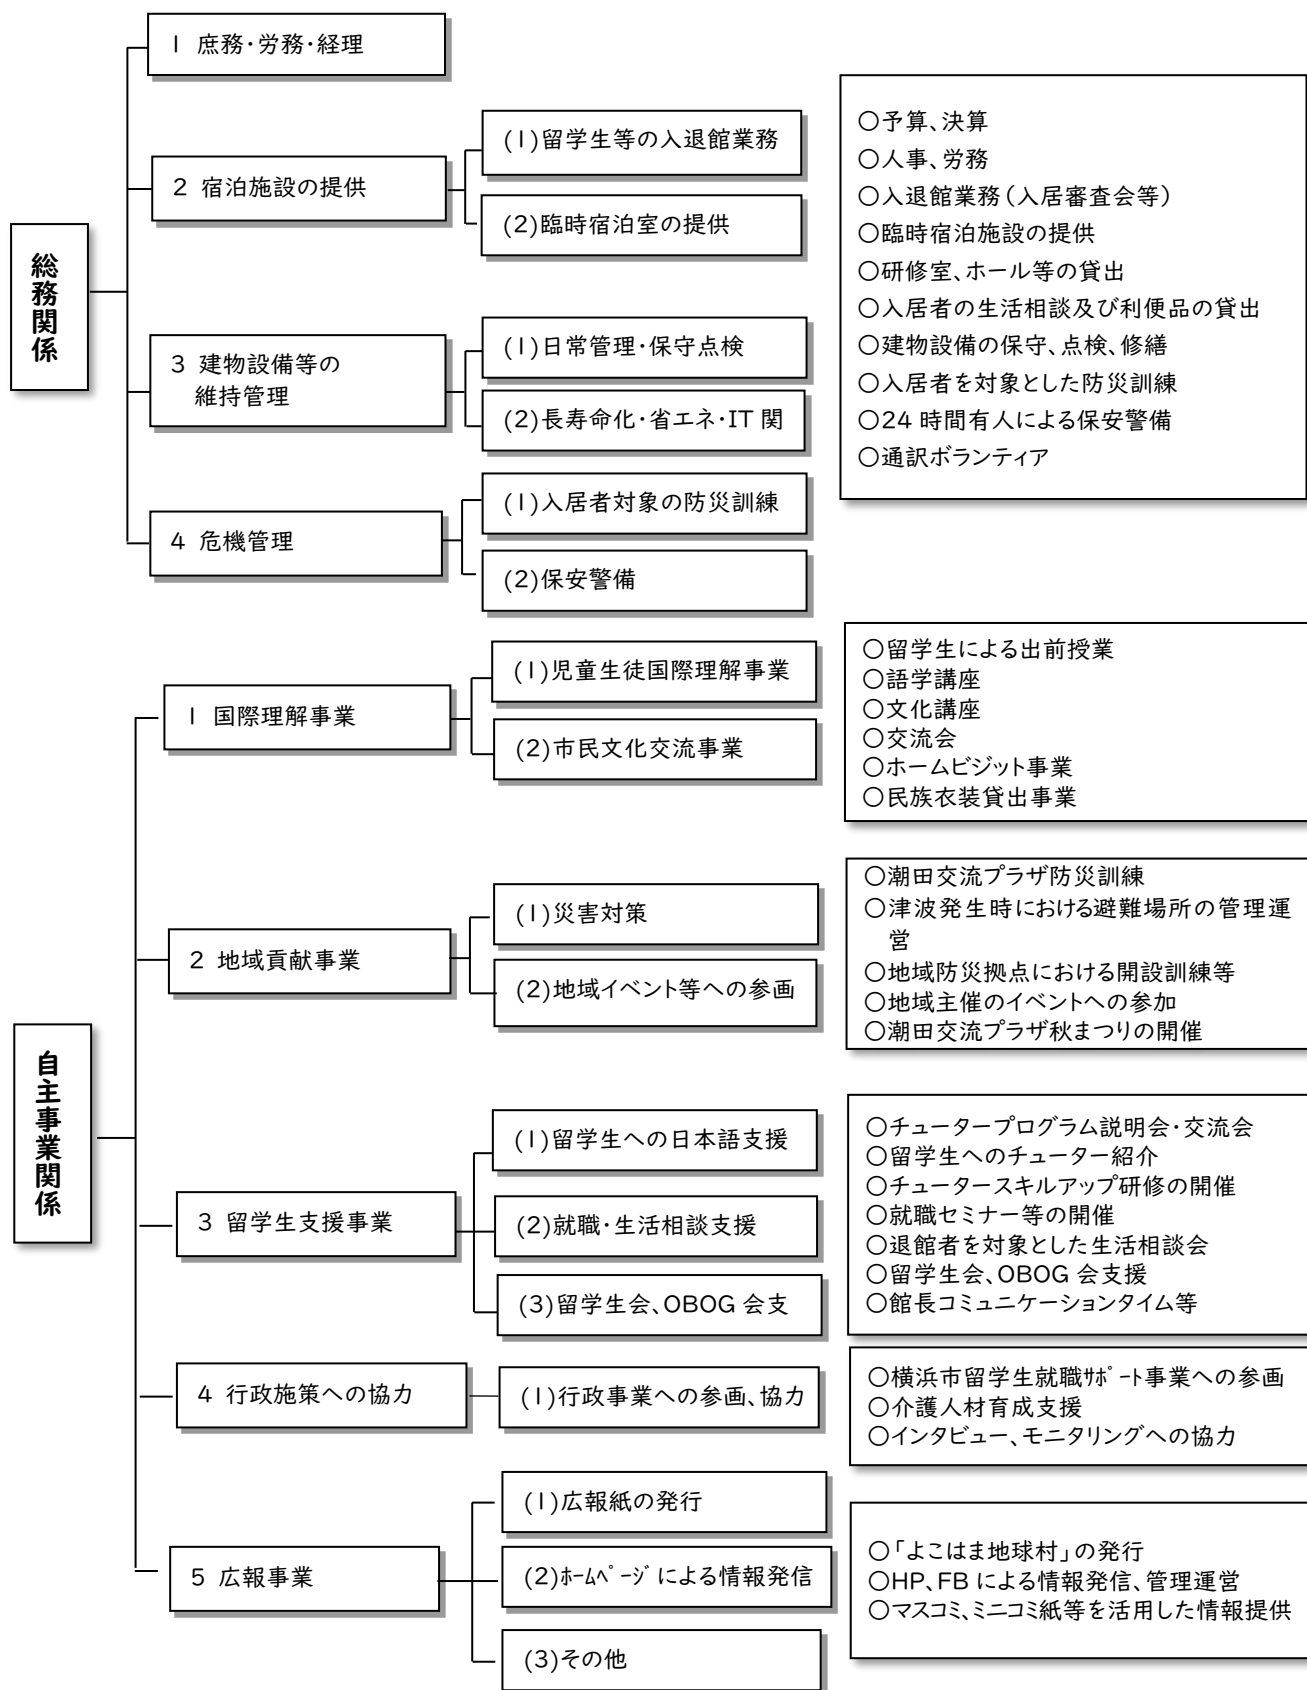 総務関係
1 庶務・労務・経理
2 宿泊施設の提供
(1)留学生等の入退館業務
(2)臨時宿泊室の提供
3 建物設備等の
維持管理
(1)日常管理・保守点検
(2)長寿命化・省エネ・IT 関
4 危機管理
(1)入居者対象の防災訓練
(2)保安警備
○予算、決算
○人事、労務
○入退館業務(入居審査会等)
○臨時宿泊施設の提供
○研修室、ホール等の貸出
○入居者の生活相談及び利便品の貸出
○建物設備の保守、点検、修繕
○入居者を対象とした防災訓練
○24 時間有人による保安警備
○通訳ボランティア
自主事業関係
1 国際理解事業
(1)児童生徒国際理解事業
(2)市民文化交流事業
○留学生による出前授業
○語学講座
○文化講座
○交流会
○ホームビジット事業
○民族衣装貸出事業
2 地域貢献事業
(1)災害対策
(2)地域イベント等への参画
○潮田交流プラザ防災訓練
○津波発生時における避難場所の管理運
営
○地域防災拠点における開設訓練等
○地域主催のイベントへの参加
○潮田交流プラザ秋まつりの開催
3 留学生支援事業
(1)留学生への日本語支援
(2)就職・生活相談支援
(3)留学生会、OBOG 会支
○チュータープログラム説明会・交流会
○留学生へのチューター紹介
○チュータースキルアップ研修の開催
○就職セミナー等の開催
○退館者を対象とした生活相談会
○留学生会、OBOG 会支援
○館長コミュニケーションタイム等
4 行政施策への協力
(1)行政事業への参画、協力
○横浜市留学生就職ｻﾎﾟｰﾄ事業への参画
○介護人材育成支援
○インタビュー、モニタリングへの協力
5 広報事業
(1)広報紙の発行
(2)ﾎｰﾑﾍﾟｰｼﾞによる情報発信
(3)その他
○「よこはま地球村」の発行
○HP、FB による情報発信、管理運営
○マスコミ、ミニコミ紙等を活用した情報提供